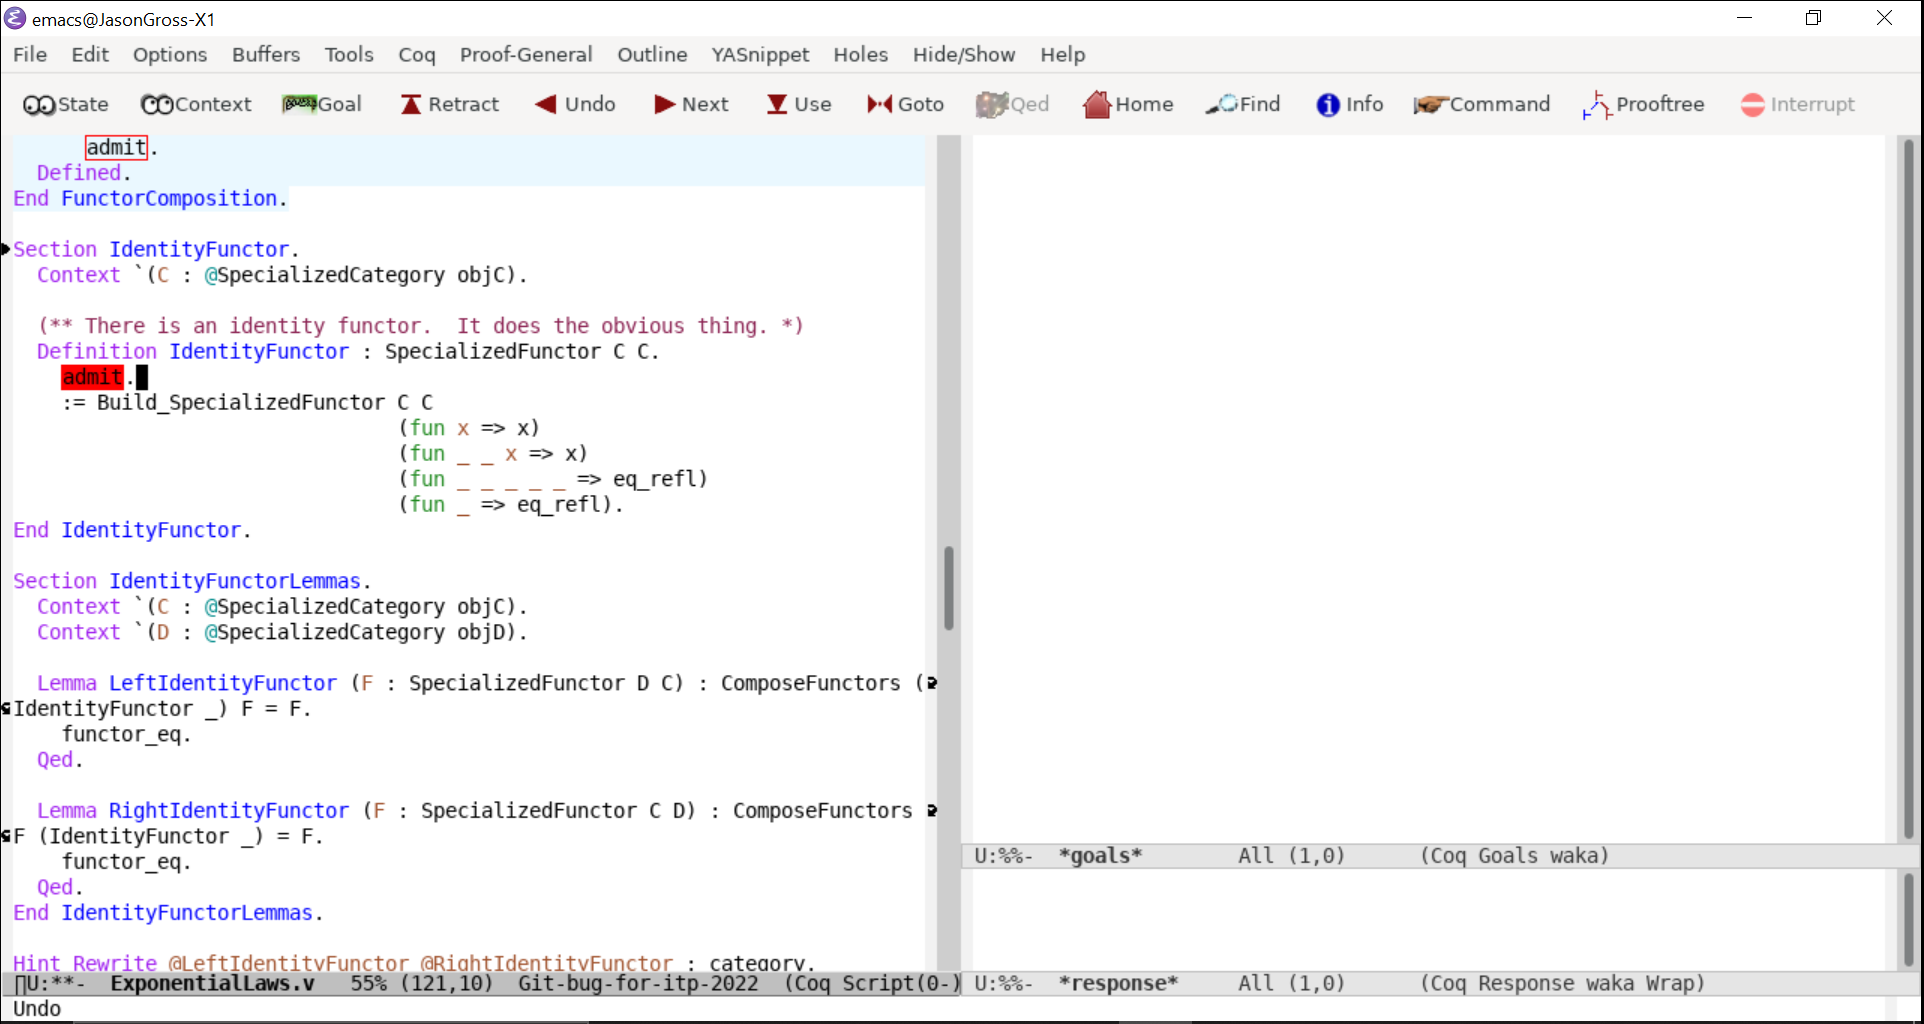 emacs@JasonGross-X1
File Edit Options Buffers Tools Coq Proof-General Outline YASnippet Holes Hide/Show Help
State Context Goal Retract Undo Next Use Goto Qed Home Find Info Command Prooftree Interrupt
admit.
Defined.
End FunctorComposition.
Section IdentityFunctor.
Context `(C : @SpecializedCategory objC).
(** There is an identity functor.  It does the obvious thing. *)
Definition IdentityFunctor : SpecializedFunctor C C.
admit.
:= Build_SpecializedFunctor C C
(fun x => x)
(fun _ _ x => x)
(fun _ _ _ _ _ => eq_refl)
(fun _ => eq_refl).
End IdentityFunctor.
Section IdentityFunctorLemmas.
Context `(C : @SpecializedCategory objC).
Context `(D : @SpecializedCategory objD).
Lemma LeftIdentityFunctor (F : SpecializedFunctor D C) : ComposeFunctors (
IdentityFunctor _) F = F.
functor_eq.
Qed.
Lemma RightIdentityFunctor (F : SpecializedFunctor C D) : ComposeFunctors
F (IdentityFunctor _) = F.
functor_eq.
Qed.
End IdentityFunctorLemmas.
Hint Rewrite @LeftIdentityFunctor @RightIdentityFunctor : category.
U:**-  ExponentialLaws.v   55% (121,10)  Git-bug-for-itp-2022  (Coq Script(0-)
Undo
U:%%-  *goals*        All (1,0)      (Coq Goals waka)
U:%%-  *response*     All (1,0)      (Coq Response waka Wrap)